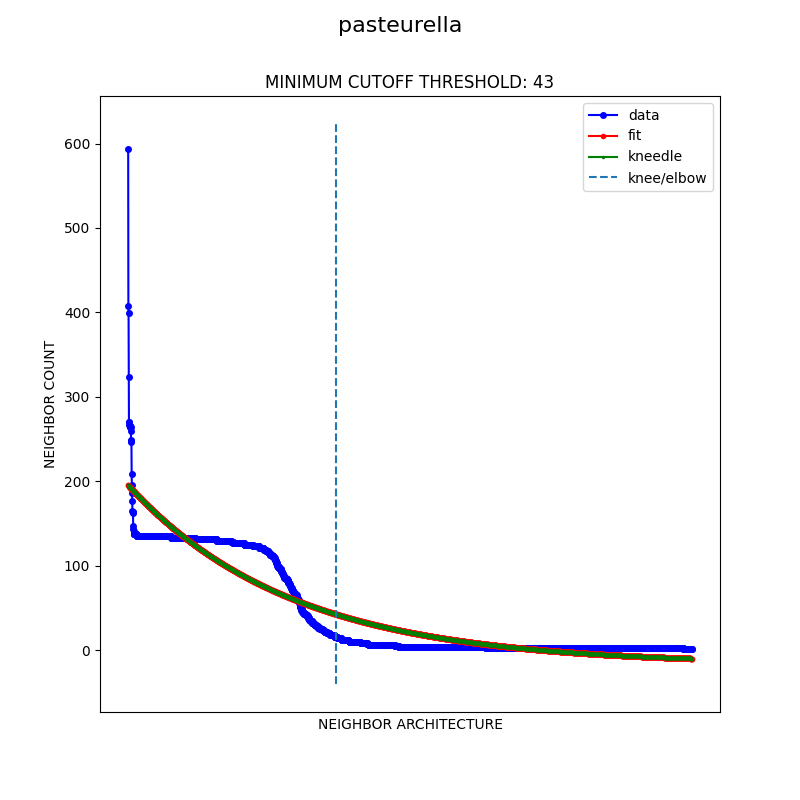 pasteurella
MINIMUM CUTOFF THRESHOLD: 43
data
fit
kneedle
knee/elbow
600
500
400
300
200
100
0
NEIGHBOR COUNT
NEIGHBOR ARCHITECTURE